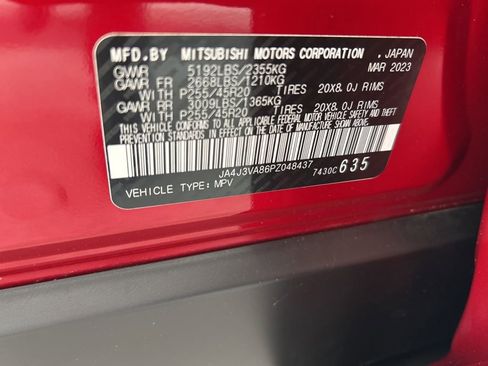 MFD.BY MITSUBISHI MOTORS CORPORATION , JAPAN
GVWR 5192LBS/2355KG MAR 2023
GAWR FR 2668LBS/1210KG
WITH P255/45R20 TIRES 20X8.0J RIMS
GAWR RR 3009LBS/1365KG
WITH P255/45R20 TIRES 20X8.0J RIMS
THIS VEHICLE CONFORMS TO ALL APPLICABLE FEDERAL MOTOR VEHICLE SAFETY, BUMPER, AND THEFT
PREVENTION STANDARDS IN EFFECT ON THE DATE OF MANUFACTURE SHOWN ABOVE.
JA4J3VA86PZ048437 7430C 635
VEHICLE TYPE: MPV